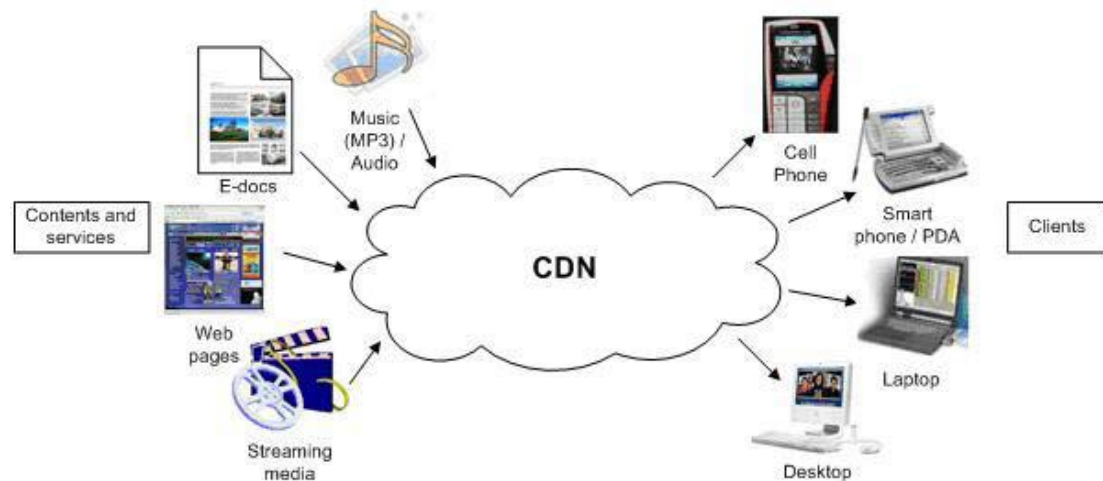 Music
(MP3) /
Audio
E-docs
Contents and
services
Web
pages
Streaming
media
CDN
Cell
Phone
Smart
phone / PDA
Clients
Laptop
Desktop